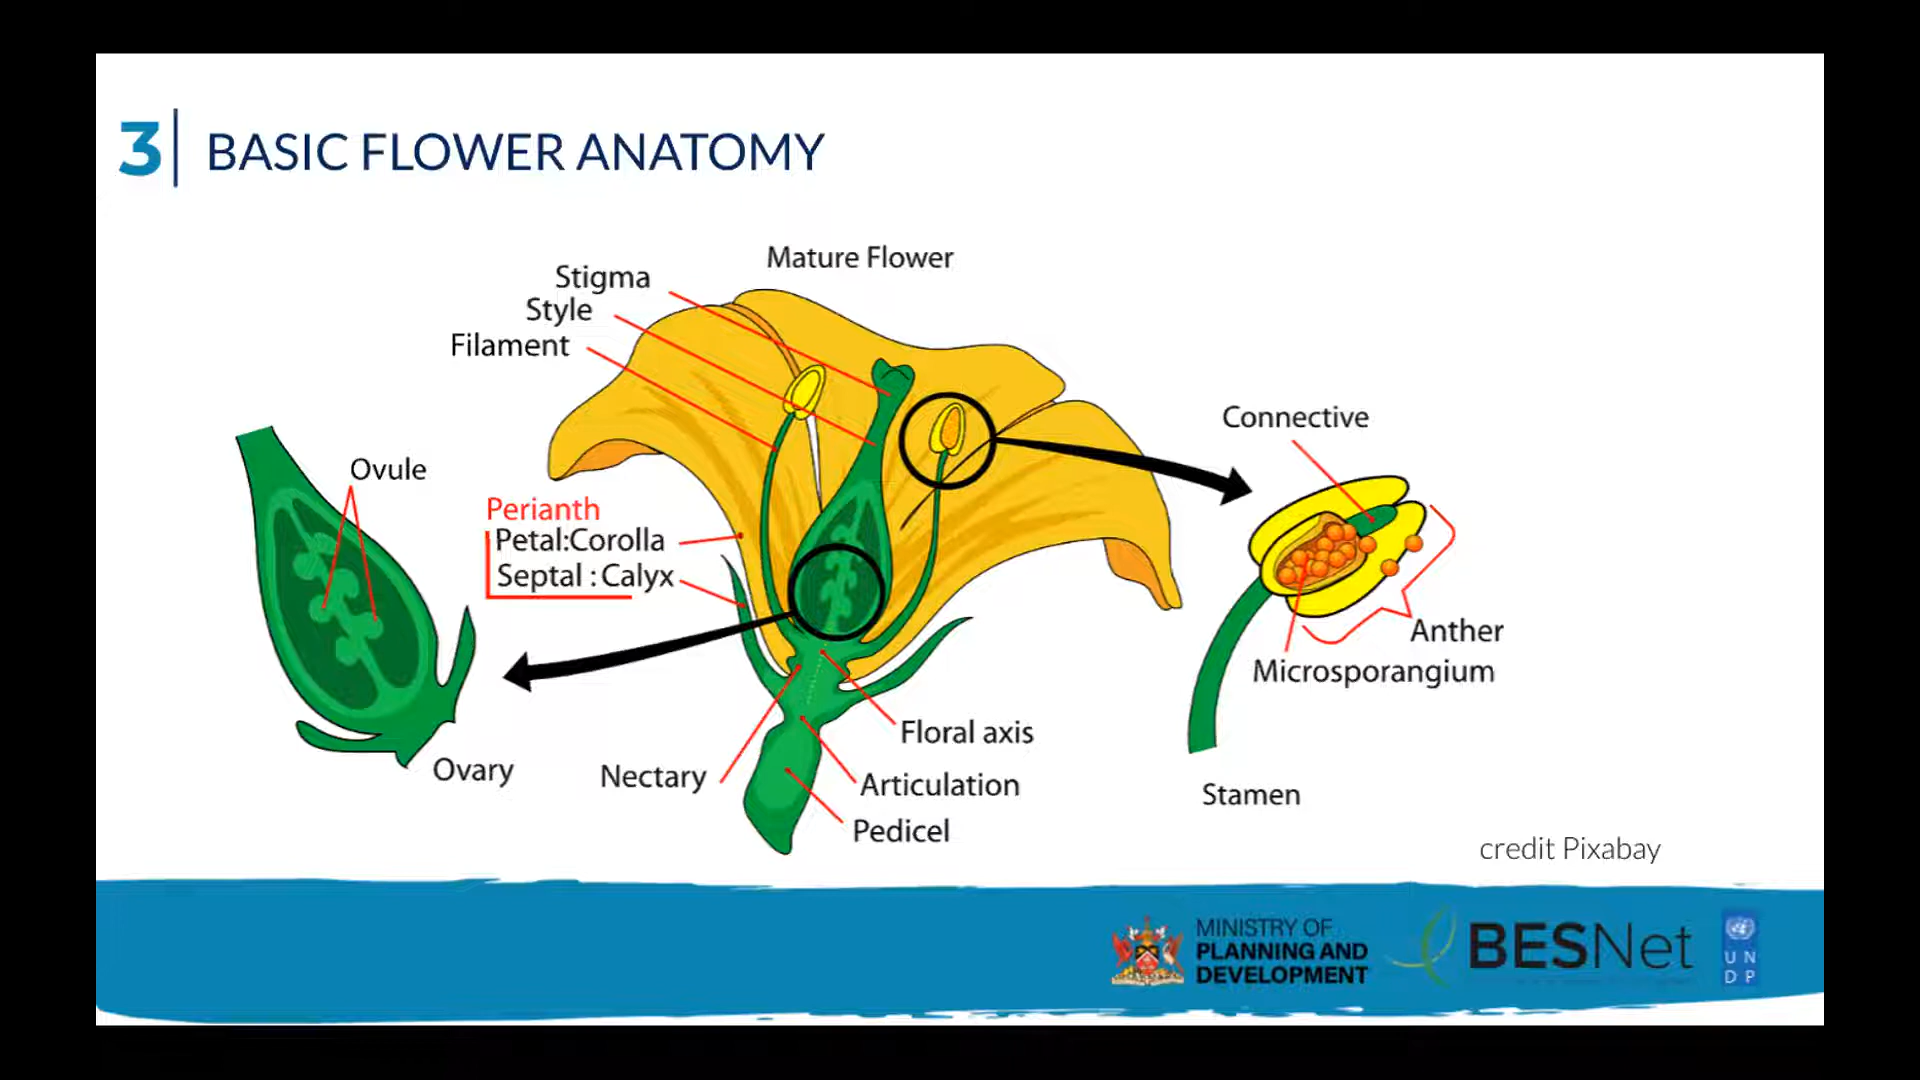 3
BASIC FLOWER ANATOMY
Mature Flower
Stigma
Style
Filament
Connective
Ovule
Perianth
Petal:Corolla
Septal : Calyx
Anther
Microsporangium
Floral axis
Ovary
Nectary
Articulation
Stamen
Pedicel
credit Pixabay
MINISTRY OF
PLANNING AND
DEVELOPMENT
BESNet
U N
D P